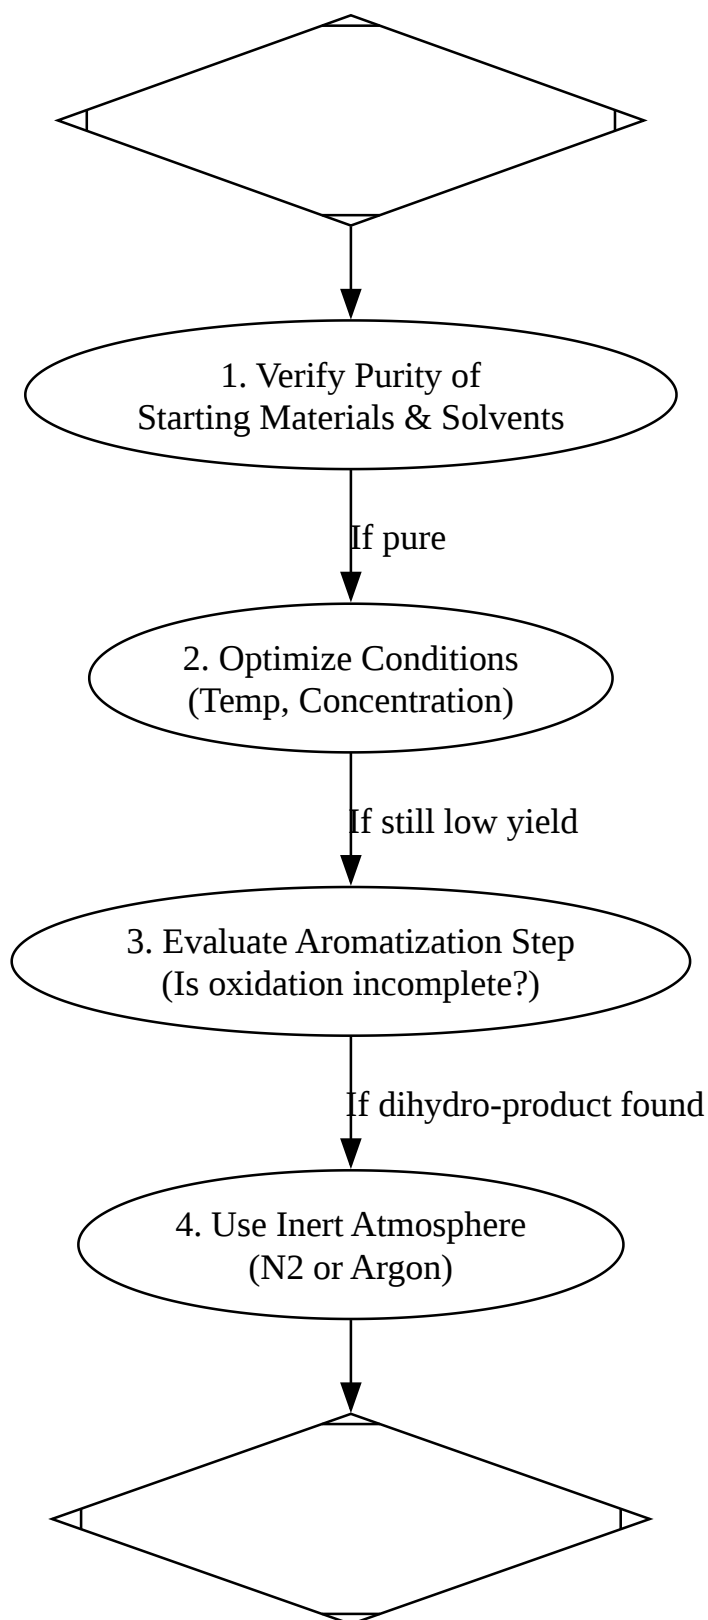 1. Verify Purity of
Starting Materials & Solvents
If pure
2. Optimize Conditions
(Temp, Concentration)
If still low yield
3. Evaluate Aromatization Step
(Is oxidation incomplete?)
If dihydro-product found
4. Use Inert Atmosphere
(N2 or Argon)